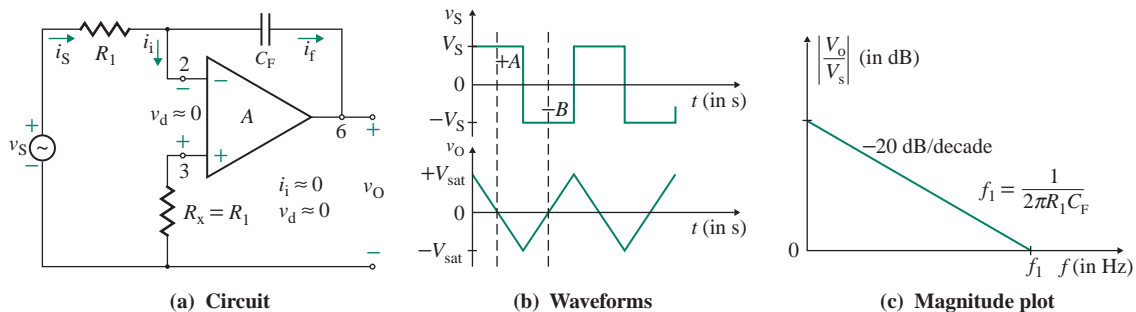 i_S
R_1
i_i
C_F
i_f
2
−
−
v_d ≈ 0
A
6
+
+
v_S
~
−
+
3
+
R_x = R_1
i_i ≈ 0
v_d ≈ 0
v_O
−
(a) Circuit
v_S
V_S
+A
0
−B
t (in s)
−V_S
v_O
+V_sat
0
t (in s)
−V_sat
(b) Waveforms
|V_o/V_s| (in dB)
−20 dB/decade
f_1 = 1/(2πR_1C_F)
0
f_1
f (in Hz)
(c) Magnitude plot